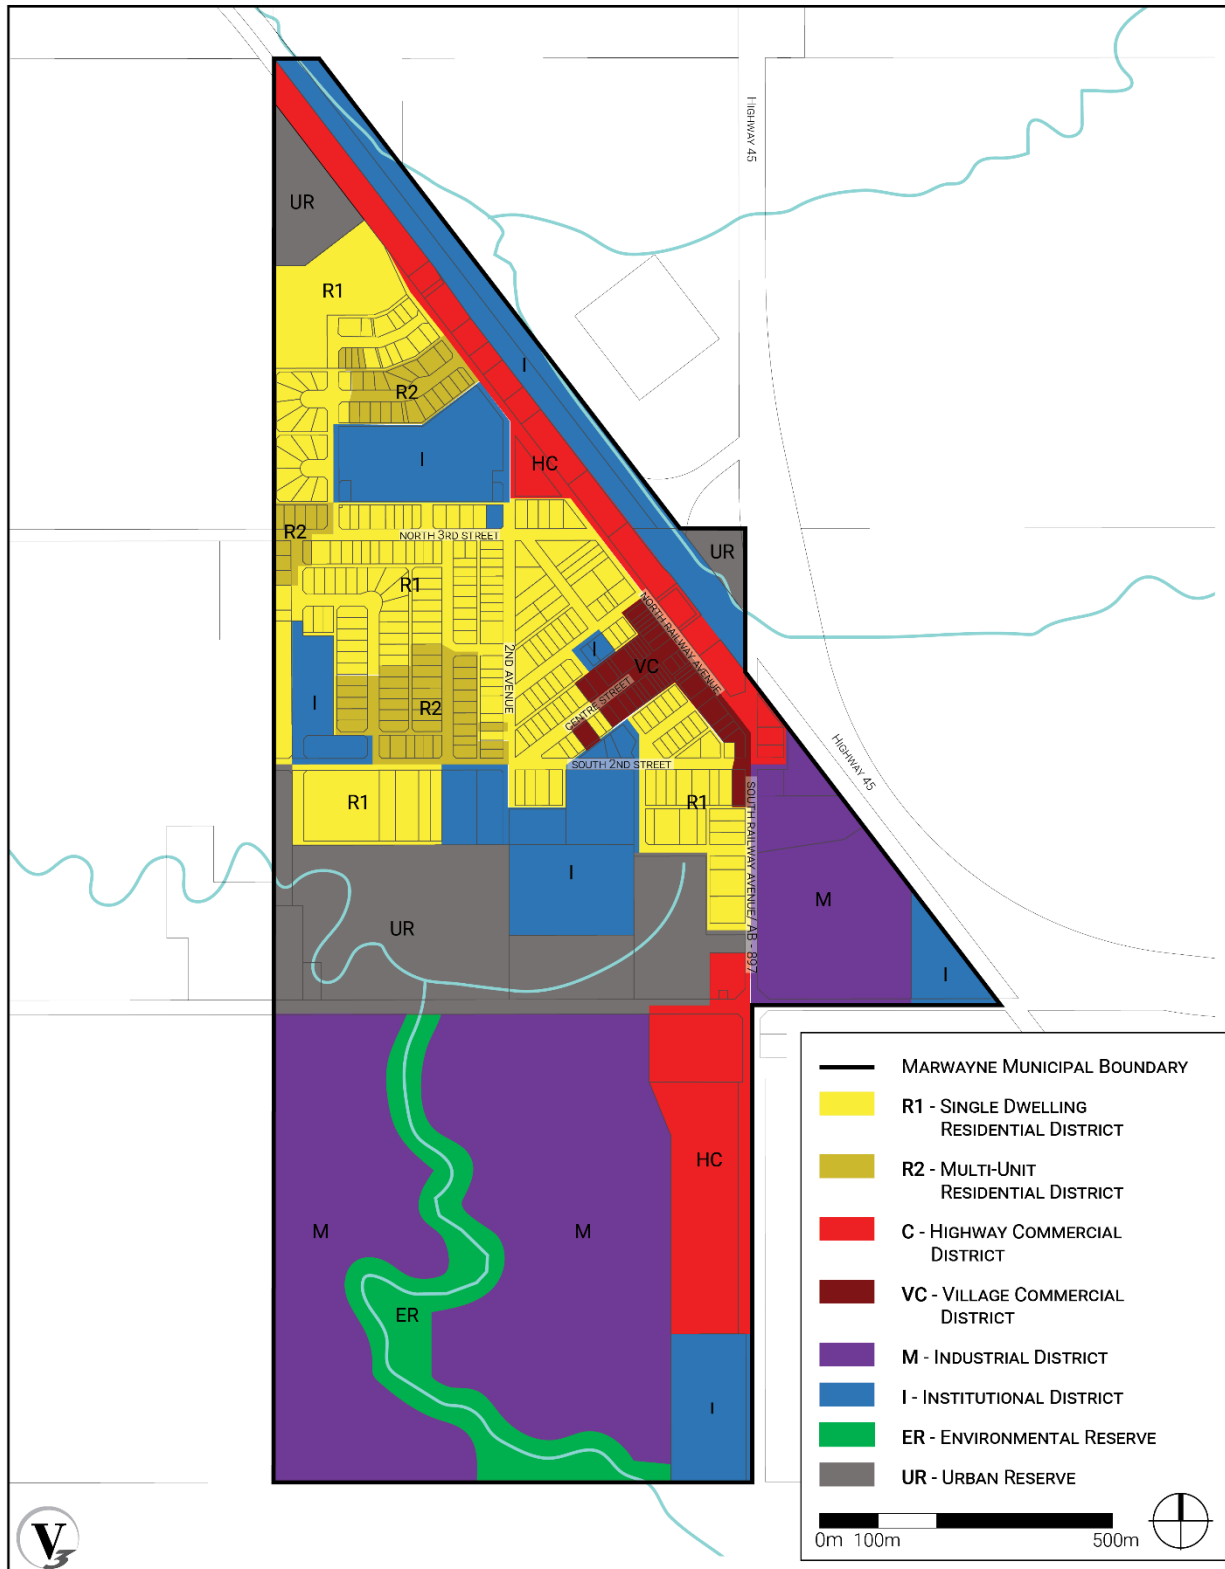 HIGHWAY 45
UR
R1
I
R2
I
HC
R2
NORTH 3RD STREET
UR
R1
NORTH RAILWAY AVENUE
2ND AVENUE
I
VC
CENTRE STREET
I
R2
SOUTH 2ND STREET
HIGHWAY 45
R1
R1
SOUTH RAILWAY AVENUE/ AB - 897
I
M
UR
I
HC
M
M
ER
I
MARWAYNE MUNICIPAL BOUNDARY
R1 - SINGLE DWELLING
RESIDENTIAL DISTRICT
R2 - MULTI-UNIT
RESIDENTIAL DISTRICT
C - HIGHWAY COMMERCIAL
DISTRICT
VC - VILLAGE COMMERCIAL
DISTRICT
M - INDUSTRIAL DISTRICT
I - INSTITUTIONAL DISTRICT
ER - ENVIRONMENTAL RESERVE
UR - URBAN RESERVE
0m 100m 500m
V3